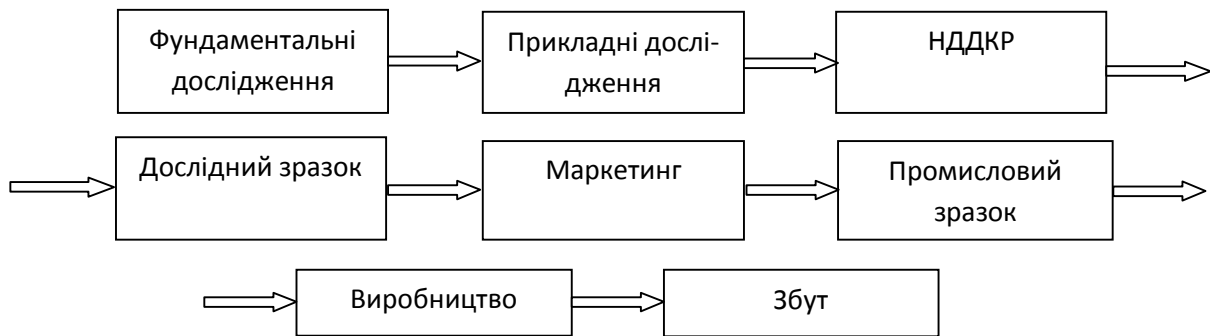 Фундаментальні
дослідження
Прикладні дослі-
дження
НДДКР
Дослідний зразок
Маркетинг
Промисловий
зразок
Виробництво
Збут